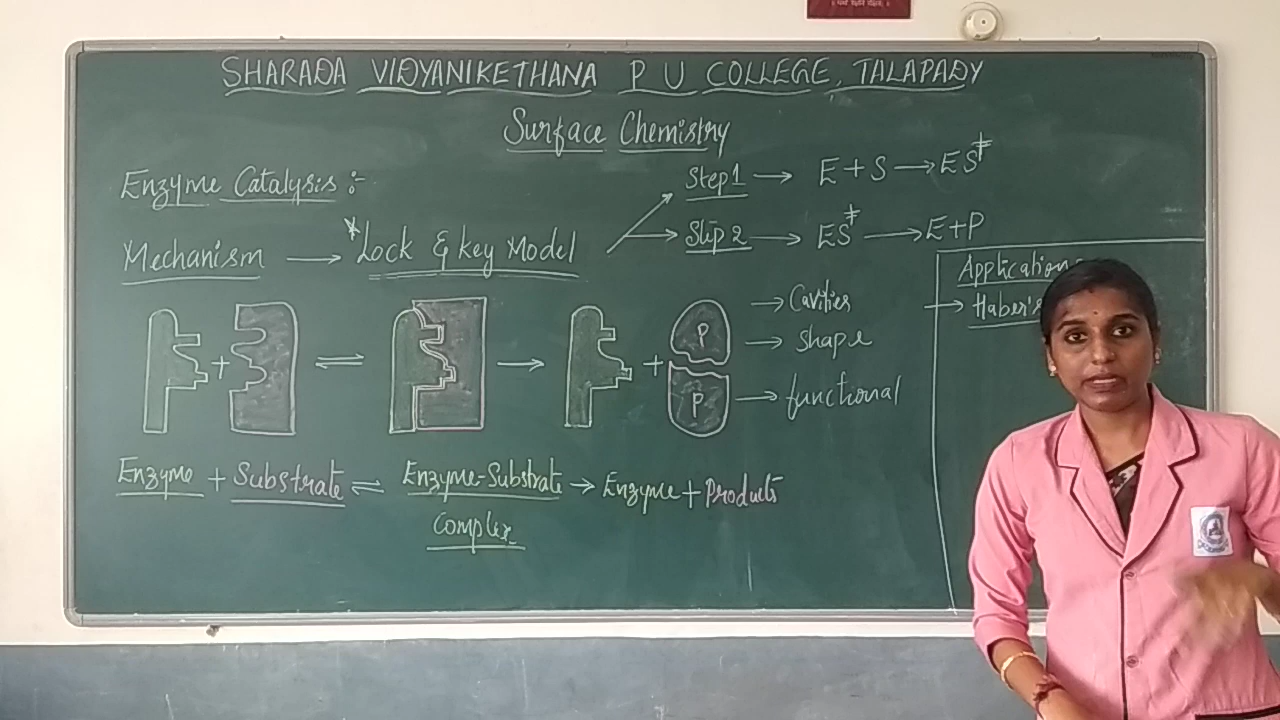 SHARADA VIDYANIKETHANA P U COLLEGE, TALAPADY
Surface Chemistry
Enzyme Catalysis :-
Step 1 → E + S → ES‡
Mechanism → *Lock & key Model
Step 2 → ES‡ → E+P
Application
→ Haber's
+ ⇌ → +
P
P
→ Cavities
→ shape
→ functional
Enzyme + Substrate ⇌ Enzyme-Substrate → Enzyme + Products
Complex.